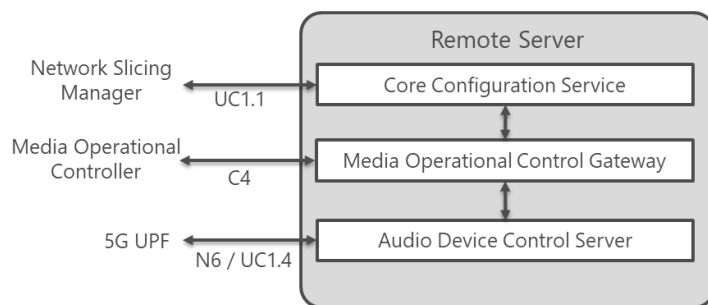 Remote Server
Network Slicing
Manager
UC1.1
Core Configuration Service
Media Operational
Controller
C4
Media Operational Control Gateway
5G UPF
N6 / UC1.4
Audio Device Control Server